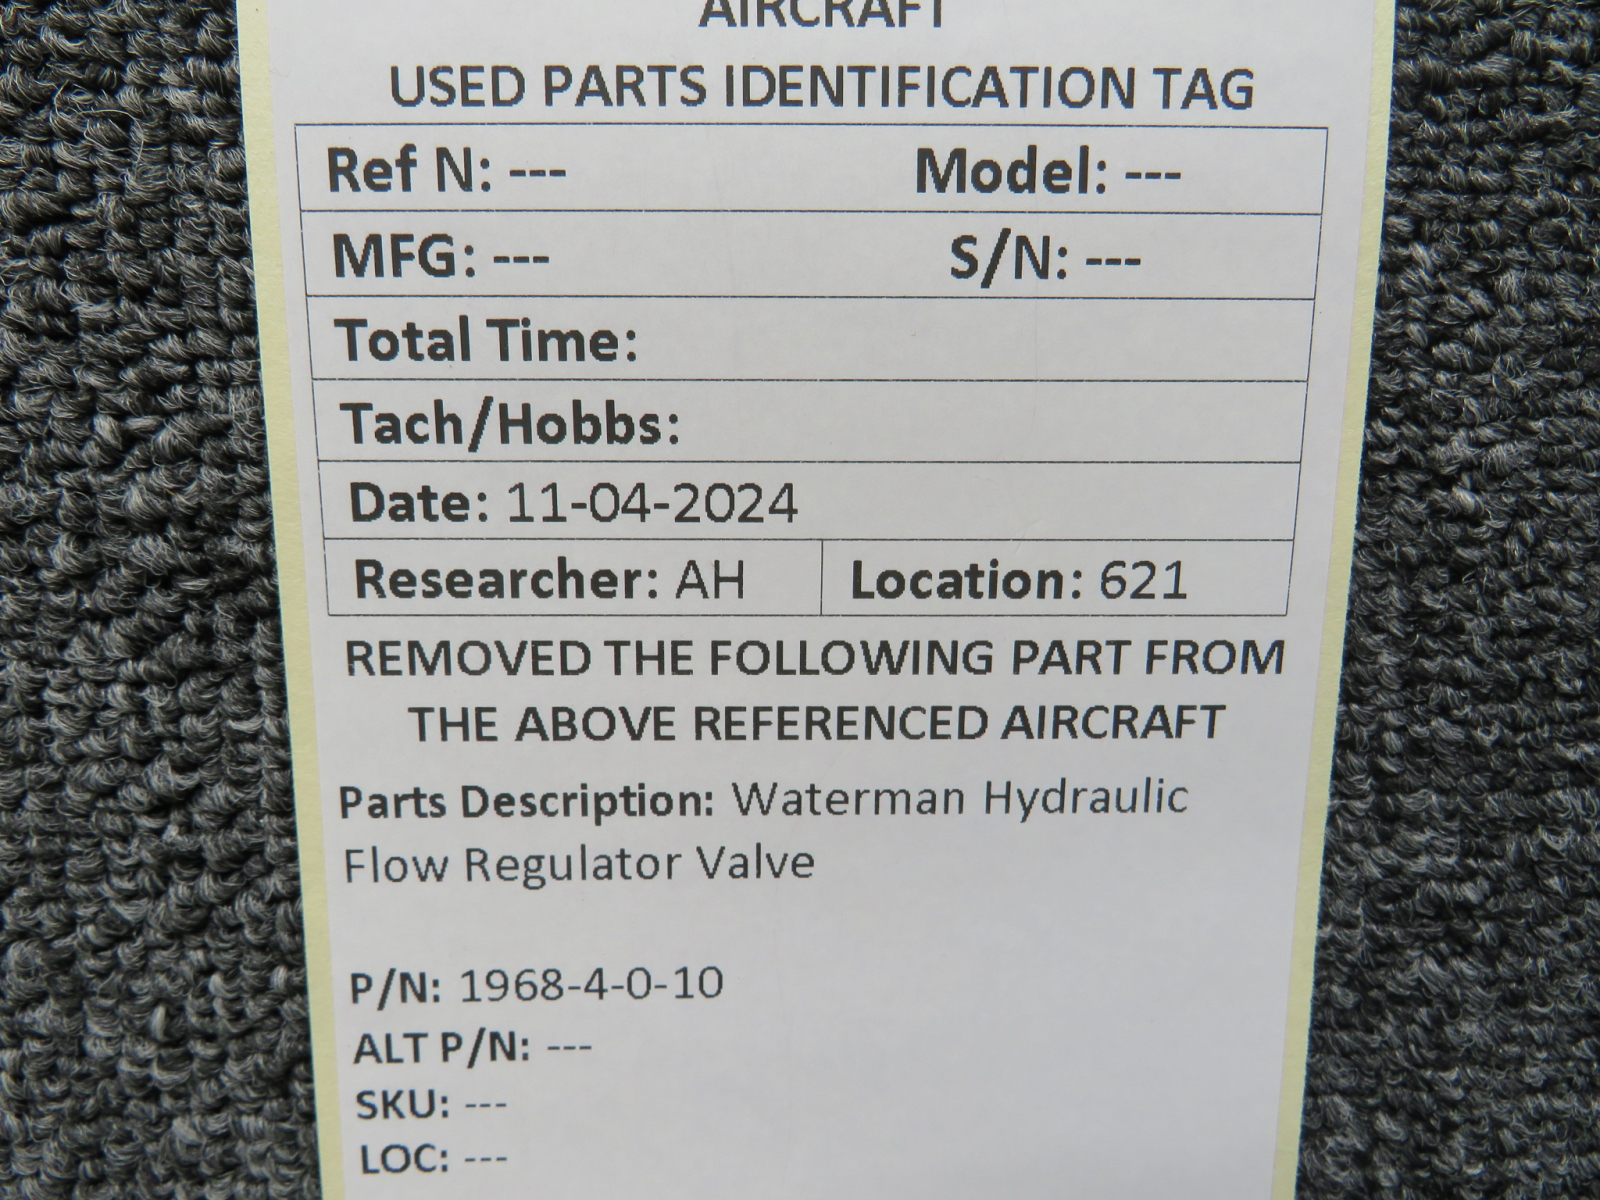 AIRCRAFT
USED PARTS IDENTIFICATION TAG
Ref N: --- Model: ---
MFG: --- S/N: ---
Total Time:
Tach/Hobbs:
Date: 11-04-2024
Researcher: AH Location: 621
REMOVED THE FOLLOWING PART FROM
THE ABOVE REFERENCED AIRCRAFT
Parts Description: Waterman Hydraulic
Flow Regulator Valve
P/N: 1968-4-0-10
ALT P/N: ---
SKU: ---
LOC: ---